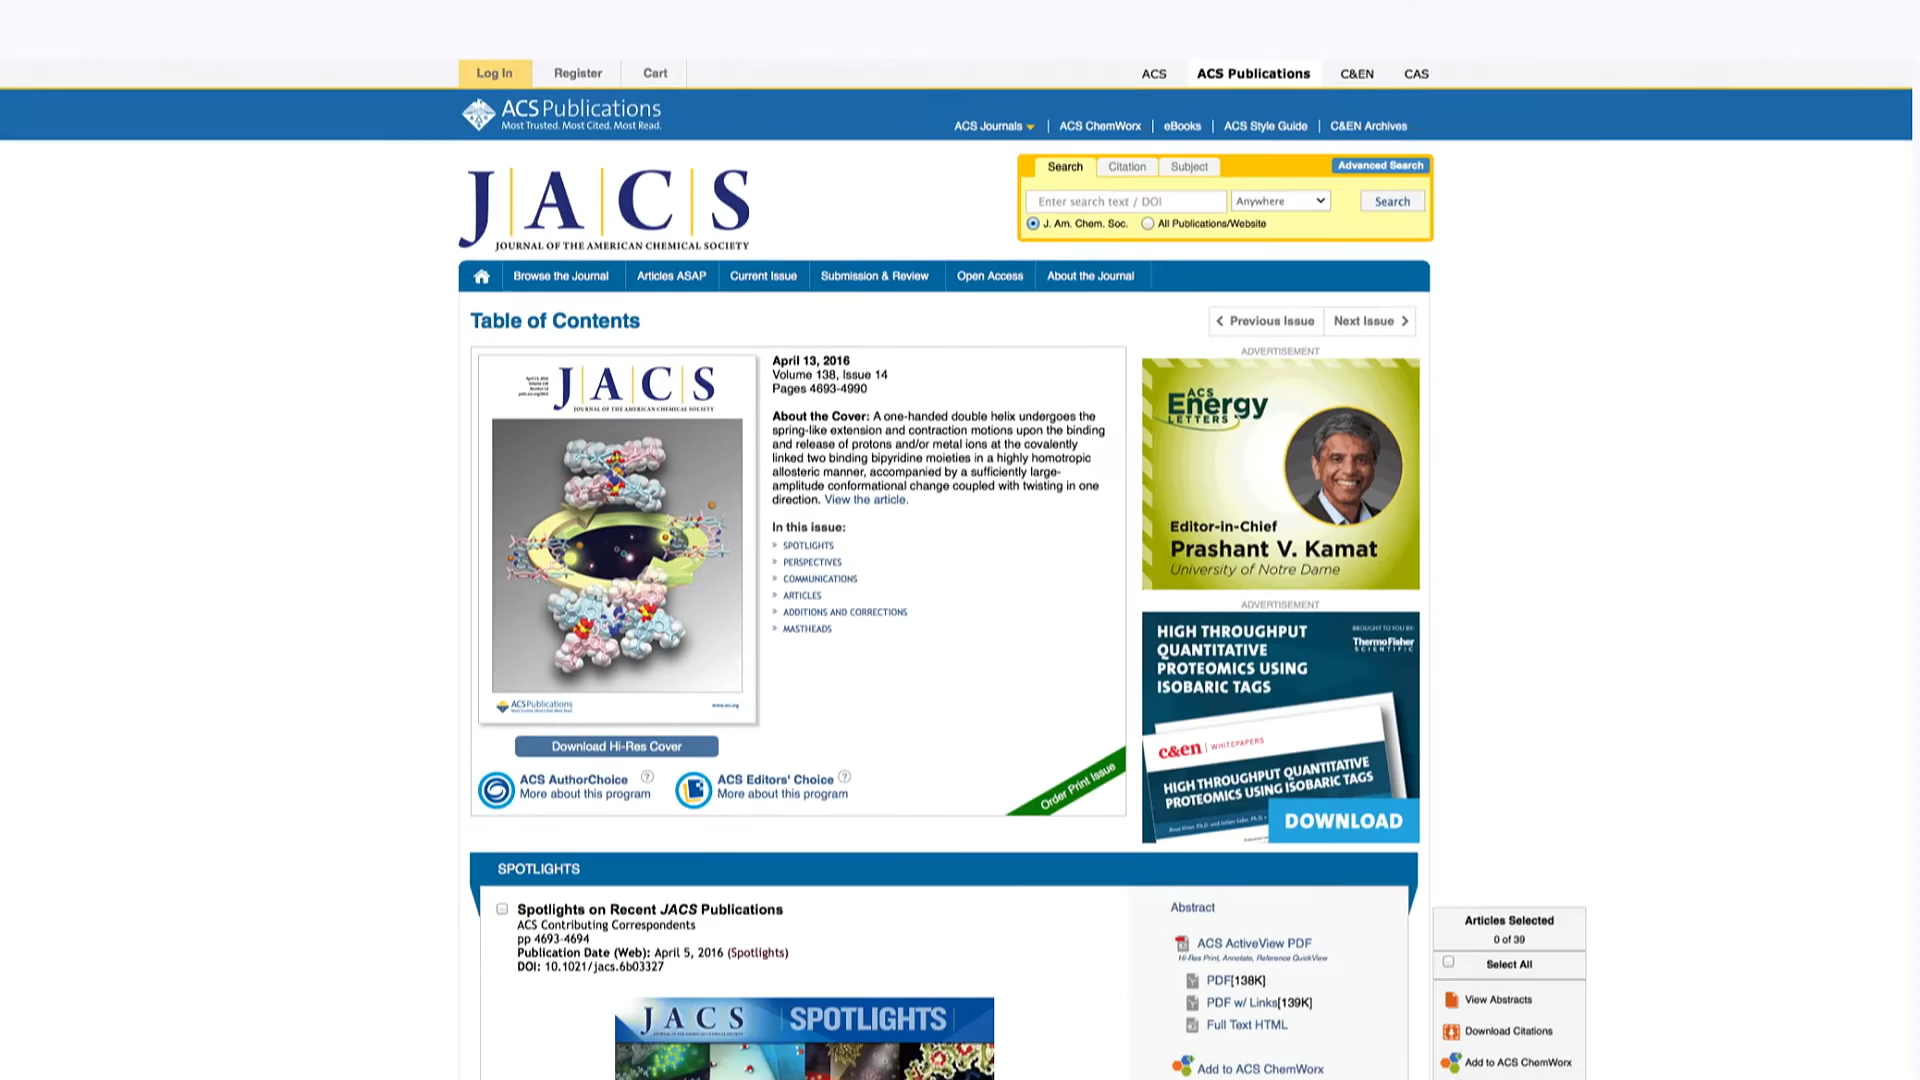 Log In Register Cart ACS ACS Publications C&EN CAS
ACS Publications
Most Trusted. Most Cited. Most Read.
ACS Journals ACS ChemWorx eBooks ACS Style Guide C&EN Archives
JACS
JOURNAL OF THE AMERICAN CHEMICAL SOCIETY
Search Citation Subject Advanced Search
Enter search text / DOI Anywhere Search
J. Am. Chem. Soc. All Publications/Website
Browse the Journal Articles ASAP Current Issue Submission & Review Open Access About the Journal
Table of Contents
Previous Issue Next Issue
JACS
JOURNAL OF THE AMERICAN CHEMICAL SOCIETY
ACS Publications
Most Trusted. Most Cited. Most Read.
www.acs.org
Download Hi-Res Cover
ACS AuthorChoice ?
More about this program
ACS Editors' Choice ?
More about this program
April 13, 2016
Volume 138, Issue 14
Pages 4693-4990
About the Cover: A one-handed double helix undergoes the
spring-like extension and contraction motions upon the binding
and release of protons and/or metal ions at the covalently
linked two binding bipyridine moieties in a highly homotropic
allosteric manner, accompanied by a sufficiently large-
amplitude conformational change coupled with twisting in one
direction. View the article.
In this issue:
» SPOTLIGHTS
» PERSPECTIVES
» COMMUNICATIONS
» ARTICLES
» ADDITIONS AND CORRECTIONS
» MASTHEADS
Order Print Issue
ADVERTISEMENT
ACS
Energy
LETTERS
Editor-in-Chief
Prashant V. Kamat
University of Notre Dame
ADVERTISEMENT
HIGH THROUGHPUT
QUANTITATIVE
PROTEOMICS USING
ISOBARIC TAGS
BROUGHT TO YOU BY:
ThermoFisher
SCIENTIFIC
c&en | WHITEPAPERS
HIGH THROUGHPUT QUANTITATIVE
PROTEOMICS USING ISOBARIC TAGS
DOWNLOAD
SPOTLIGHTS
Spotlights on Recent JACS Publications
ACS Contributing Correspondents
pp 4693-4694
Publication Date (Web): April 5, 2016 (Spotlights)
DOI: 10.1021/jacs.6b03327
JACS SPOTLIGHTS
JOURNAL OF THE AMERICAN CHEMICAL SOCIETY
Abstract
ACS ActiveView PDF
Hi-Res Print, Annotate, Reference QuickView
PDF[138K]
PDF w/ Links[139K]
Full Text HTML
Add to ACS ChemWorx
Articles Selected
0 of 39
Select All
View Abstracts
Download Citations
Add to ACS ChemWorx